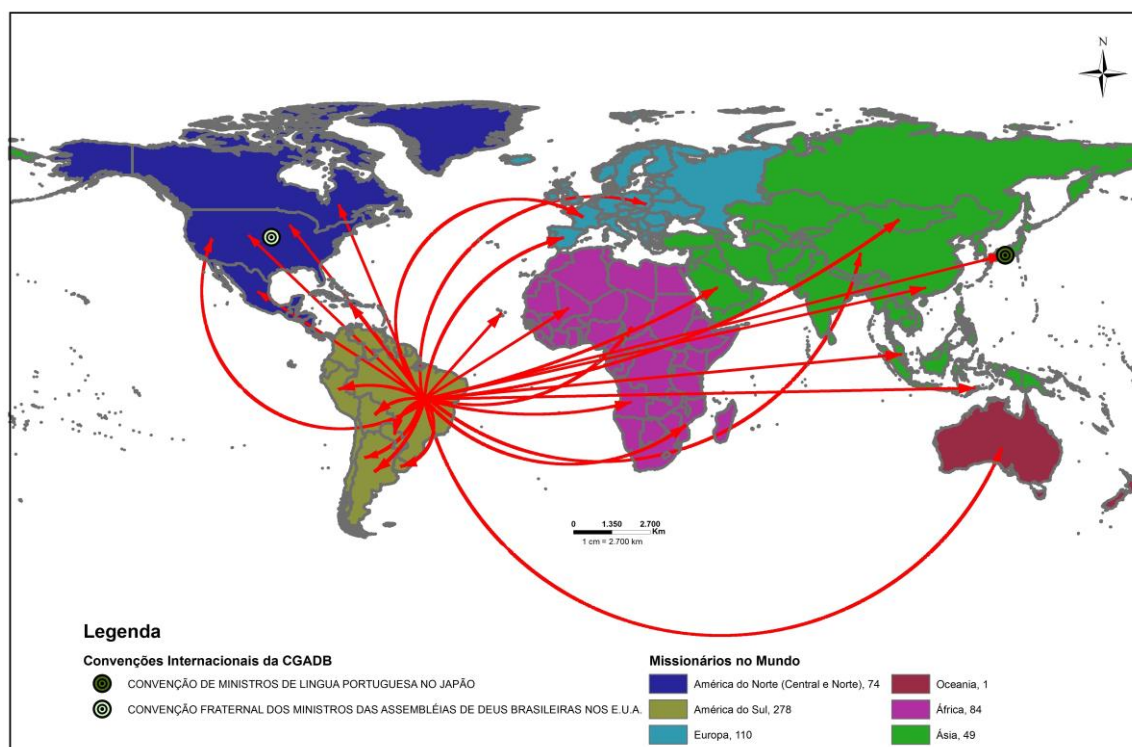 N
0 1.350 2.700
Km
1 cm = 2.700 km
Legenda
Convenções Internacionais da CGADB
CONVENÇÃO DE MINISTROS DE LINGUA PORTUGUESA NO JAPÃO
CONVENÇÃO FRATERNAL DOS MINISTROS DAS ASSEMBLÉIAS DE DEUS BRASILEIRAS NOS E.U.A.
Missionários no Mundo
América do Norte (Central e Norte), 74
América do Sul, 278
Europa, 110
Oceania, 1
África, 84
Ásia, 49